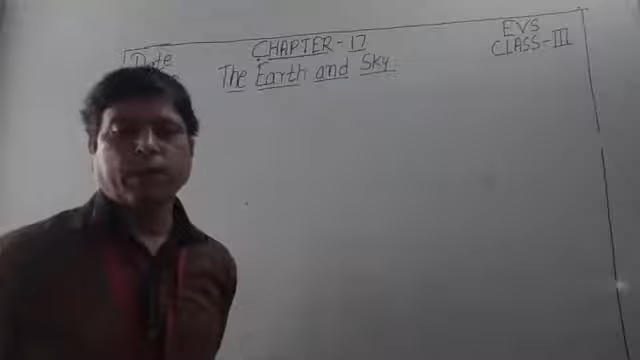 Date
CHAPTER-17
The Earth and Sky
EVS
CLASS-III